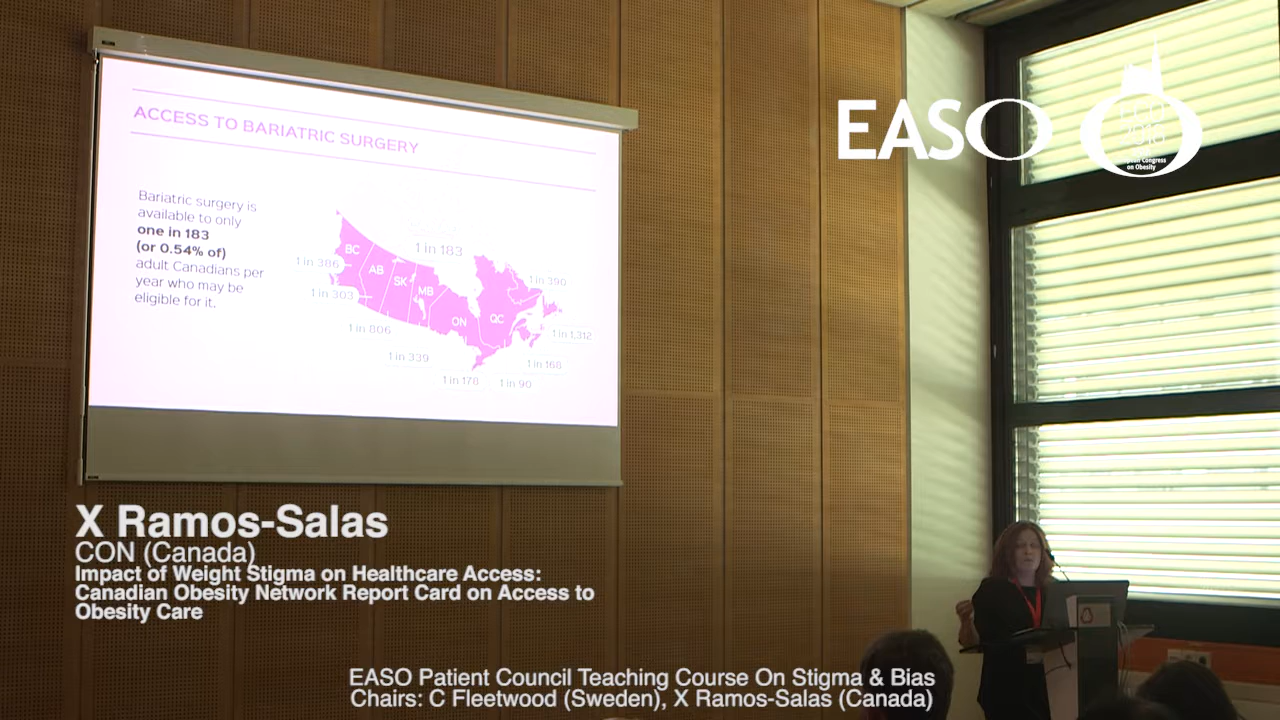 ACCESS TO BARIATRIC SURGERY
Bariatric surgery is
available to only
one in 183
(or 0.54% of)
adult Canadians per
year who may be
eligible for it.
1 in 183
BC
AB
SK
MB
ON
QC
1 in 386
1 in 303
1 in 806
1 in 339
1 in 178
1 in 90
1 in 168
1 in 1,312
1 in 390
EASO
on Obesity
X Ramos-Salas
CON (Canada)
Impact of Weight Stigma on Healthcare Access:
Canadian Obesity Network Report Card on Access to
Obesity Care
EASO Patient Council Teaching Course On Stigma & Bias
Chairs: C Fleetwood (Sweden), X Ramos-Salas (Canada)